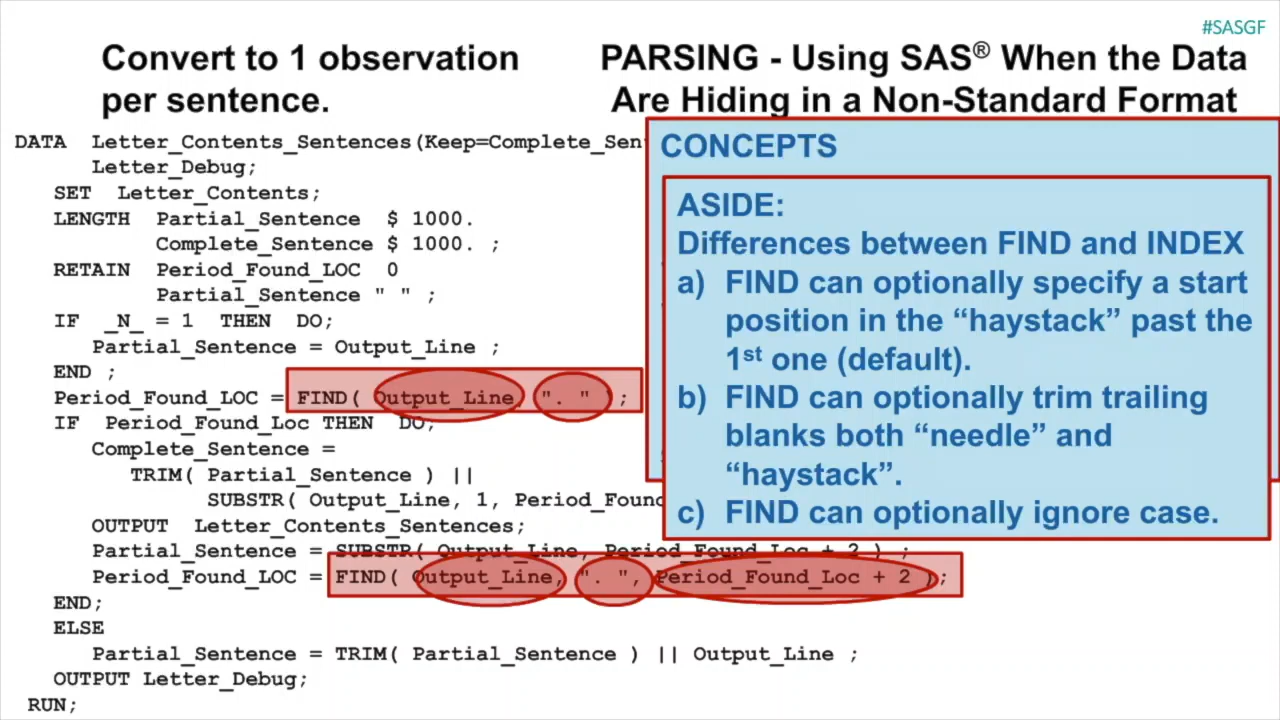 #SASGF
Convert to 1 observation
per sentence.
PARSING - Using SAS® When the Data
Are Hiding in a Non-Standard Format
DATA Letter_Contents_Sentences(Keep=Complete_Sen
Letter_Debug;
SET Letter_Contents;
LENGTH Partial_Sentence $ 1000.
Complete_Sentence $ 1000. ;
RETAIN Period_Found_LOC 0
Partial_Sentence " " ;
IF _N_ = 1 THEN DO;
Partial_Sentence = Output_Line ;
END ;
Period_Found_LOC = FIND( Output_Line, ". " );
IF Period_Found_Loc THEN DO;
Complete_Sentence =
TRIM( Partial_Sentence ) ||
SUBSTR( Output_Line, 1, Period_Found
OUTPUT Letter_Contents_Sentences;
Partial_Sentence = SUBSTR( Output_Line, Period_Found_Loc + 2 ) ;
Period_Found_LOC = FIND( Output_Line, ". ", Period_Found_Loc + 2 );
END;
ELSE
Partial_Sentence = TRIM( Partial_Sentence ) || Output_Line ;
OUTPUT Letter_Debug;
RUN;
CONCEPTS
ASIDE:
Differences between FIND and INDEX
a) FIND can optionally specify a start
position in the “haystack” past the
1st one (default).
b) FIND can optionally trim trailing
blanks both “needle” and
“haystack”.
c) FIND can optionally ignore case.